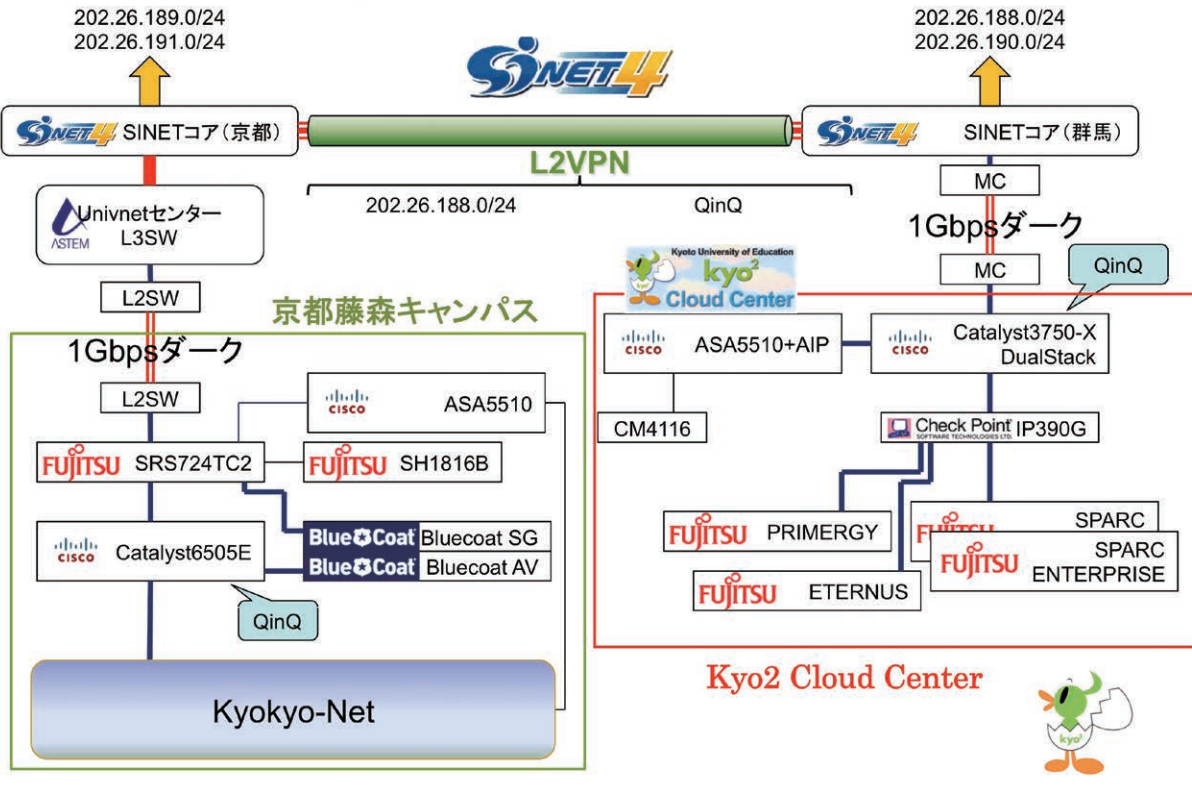 202.26.189.0/24
202.26.191.0/24
202.26.188.0/24
202.26.190.0/24
SINET4
SINET4 SINETコア（京都）
SINET4 SINETコア（群馬）
L2VPN
202.26.188.0/24 QinQ
ASTEM
Univnetセンター
L3SW
MC
1Gbpsダーク
MC
QinQ
L2SW
京都藤森キャンパス
1Gbpsダーク
L2SW
CISCO ASA5510
FUJITSU SRS724TC2
FUJITSU SH1816B
CISCO Catalyst6505E
Blue Coat Bluecoat SG
Blue Coat Bluecoat AV
QinQ
Kyokyo-Net
Kyoto University of Education
kyo²
Cloud Center
CISCO ASA5510+AIP
CISCO Catalyst3750-X
DualStack
CM4116
Check Point IP390G
SOFTWARE TECHNOLOGIES LTD.
FUJITSU PRIMERGY
FUJITSU SPARC
FUJITSU SPARC
ENTERPRISE
FUJITSU ETERNUS
Kyo2 Cloud Center
kyo²